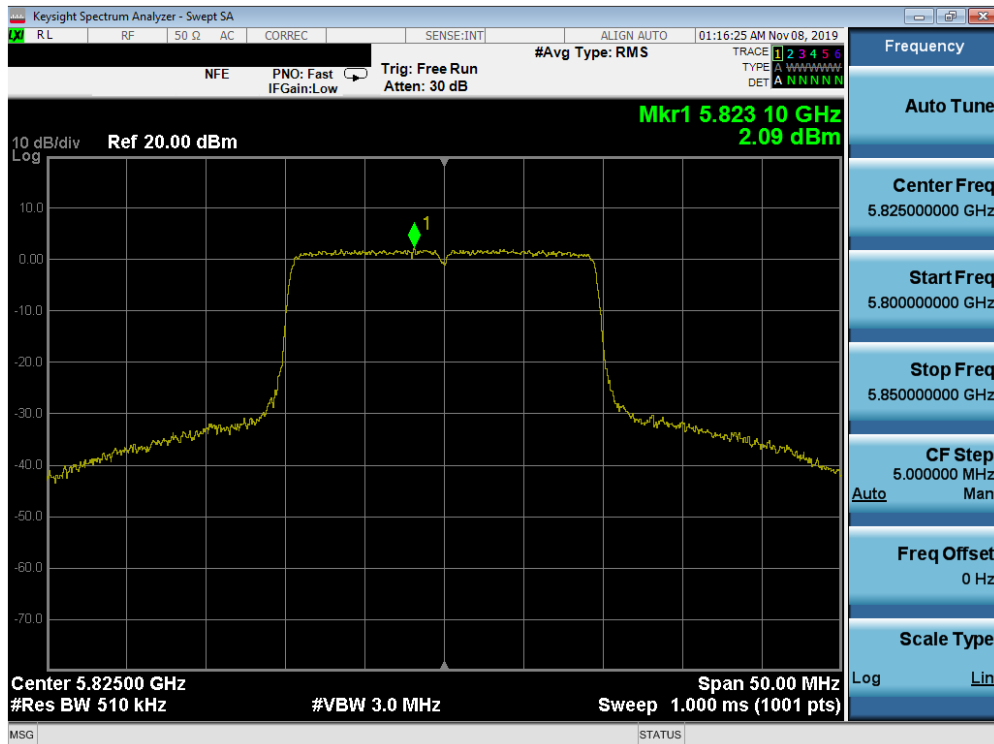 Keysight Spectrum Analyzer - Swept SA
LXI RL RF 50 Ω AC CORREC SENSE:INT ALIGN AUTO 01:16:25 AM Nov 08, 2019
NFE PNO: Fast Trig: Free Run #Avg Type: RMS TRACE 1 2 3 4 5 6
IFGain:Low Atten: 30 dB TYPE A WWWWW
DET A N N N N N
Mkr1 5.823 10 GHz
2.09 dBm
10 dB/div Ref 20.00 dBm
Log
10.0
1
0.00
-10.0
-20.0
-30.0
-40.0
-50.0
-60.0
-70.0
Center 5.82500 GHz Span 50.00 MHz
#Res BW 510 kHz #VBW 3.0 MHz Sweep 1.000 ms (1001 pts)
MSG STATUS
Frequency
Auto Tune
Center Freq
5.825000000 GHz
Start Freq
5.800000000 GHz
Stop Freq
5.850000000 GHz
CF Step
5.000000 MHz
Auto Man
Freq Offset
0 Hz
Scale Type
Log Lin